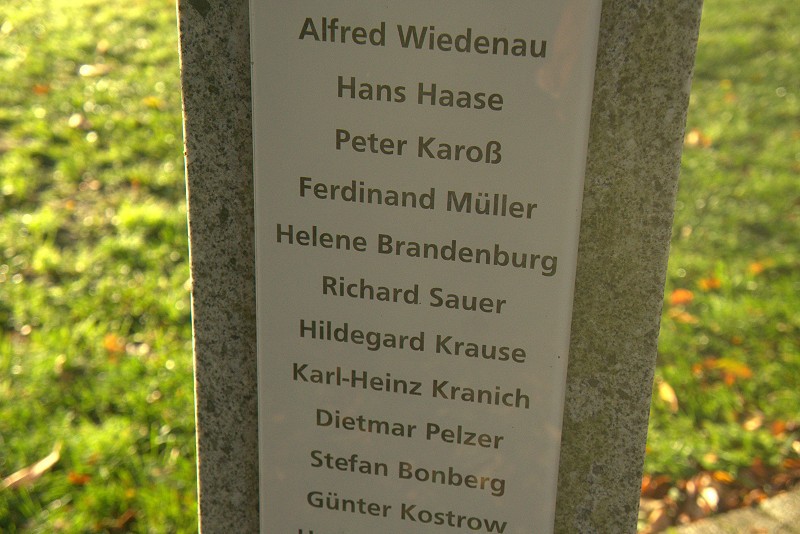 Alfred Wiedenau
Hans Haase
Peter Karoß
Ferdinand Müller
Helene Brandenburg
Richard Sauer
Hildegard Krause
Karl-Heinz Kranich
Dietmar Pelzer
Stefan Bonberg
Günter Kostrow